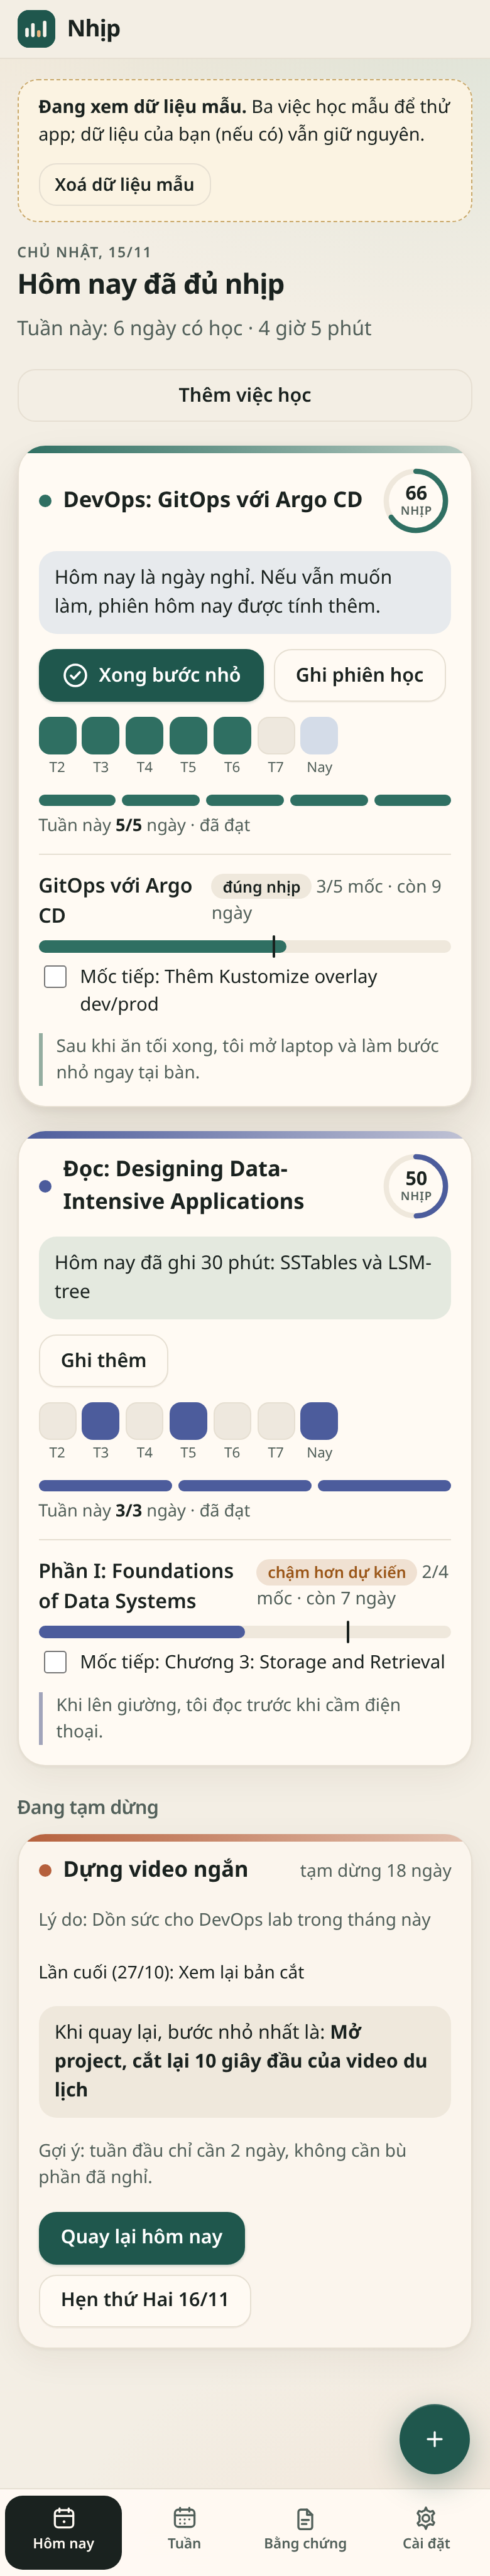 Nhịp
Đang xem dữ liệu mẫu. Ba việc học mẫu để thử
app; dữ liệu của bạn (nếu có) vẫn giữ nguyên.
Xoá dữ liệu mẫu
CHỦ NHẬT, 15/11
Hôm nay đã đủ nhịp
Tuần này: 6 ngày có học · 4 giờ 5 phút
Thêm việc học
DevOps: GitOps với Argo CD
66
NHỊP
Hôm nay là ngày nghỉ. Nếu vẫn muốn
làm, phiên hôm nay được tính thêm.
Xong bước nhỏ
Ghi phiên học
T2 T3 T4 T5 T6 T7 Nay
Tuần này 5/5 ngày · đã đạt
GitOps với Argo
CD
đúng nhịp 3/5 mốc · còn 9
ngày
Mốc tiếp: Thêm Kustomize overlay
dev/prod
Sau khi ăn tối xong, tôi mở laptop và làm bước
nhỏ ngay tại bàn.
Đọc: Designing Data-
Intensive Applications
50
NHỊP
Hôm nay đã ghi 30 phút: SSTables và LSM-
tree
Ghi thêm
T2 T3 T4 T5 T6 T7 Nay
Tuần này 3/3 ngày · đã đạt
Phần I: Foundations
of Data Systems
chậm hơn dự kiến 2/4
mốc · còn 7 ngày
Mốc tiếp: Chương 3: Storage and Retrieval
Khi lên giường, tôi đọc trước khi cầm điện
thoại.
Đang tạm dừng
Dựng video ngắn
tạm dừng 18 ngày
Lý do: Dồn sức cho DevOps lab trong tháng này
Lần cuối (27/10): Xem lại bản cắt
Khi quay lại, bước nhỏ nhất là: Mở
project, cắt lại 10 giây đầu của video du
lịch
Gợi ý: tuần đầu chỉ cần 2 ngày, không cần bù
phần đã nghỉ.
Quay lại hôm nay
Hẹn thứ Hai 16/11
+
Hôm nay
Tuần
Bằng chứng
Cài đặt